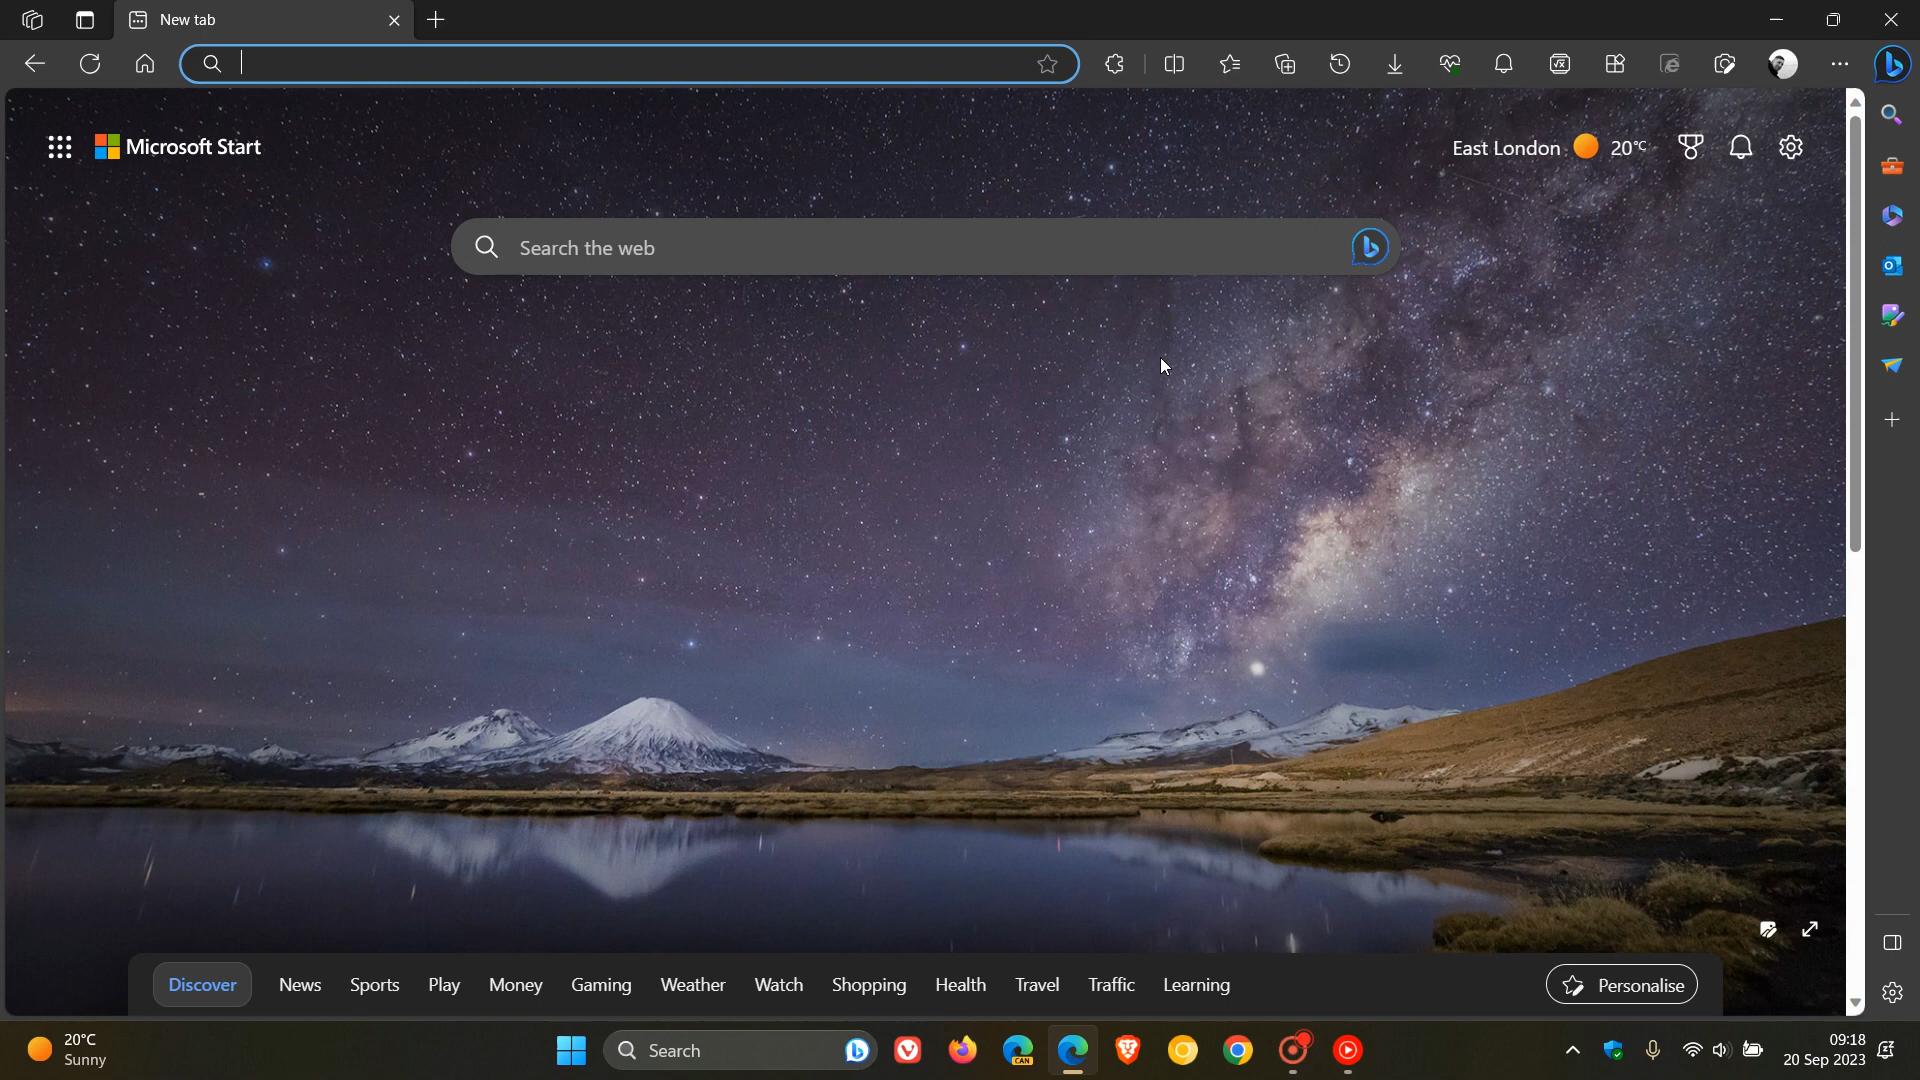 New tab
Microsoft Start
East London 20°C
Search the web
Discover News Sports Play Money Gaming Weather Watch Shopping Health Travel Traffic Learning Personalise
20°C
Sunny
Search
CAN
09:18
20 Sep 2023